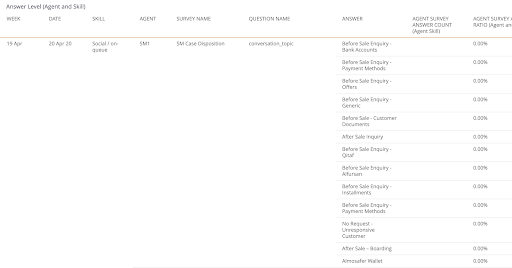 Answer Level (Agent and Skill)
WEEK DATE SKILL AGENT SURVEY NAME QUESTION NAME ANSWER AGENT SURVEY AGENT SURVEY
ANSWER COUNT RATIO (Agent an
(Agent Skill)
19 Apr 20 Apr 20 Social / on- SM1 SM Case Disposition conversation_topic Before Sale Enquiry - 0.00%
queue Bank Accounts
Before Sale Enquiry - 0.00%
Payment Methods
Before Sale Enquiry - 0.00%
Offers
Before Sale Enquiry - 0.00%
Generic
Before Sale - Customer 0.00%
Documents
After Sale Inquiry 0.00%
Before Sale Enquiry - 0.00%
Qitaf
Before Sale Enquiry - 0.00%
Alfursan
Before Sale Enquiry - 0.00%
Installments
Before Sale Enquiry - 0.00%
Payment Methods
No Request - 0.00%
Unresponsive
Customer
After Sale – Boarding 0.00%
Almosafer Wallet 0.00%